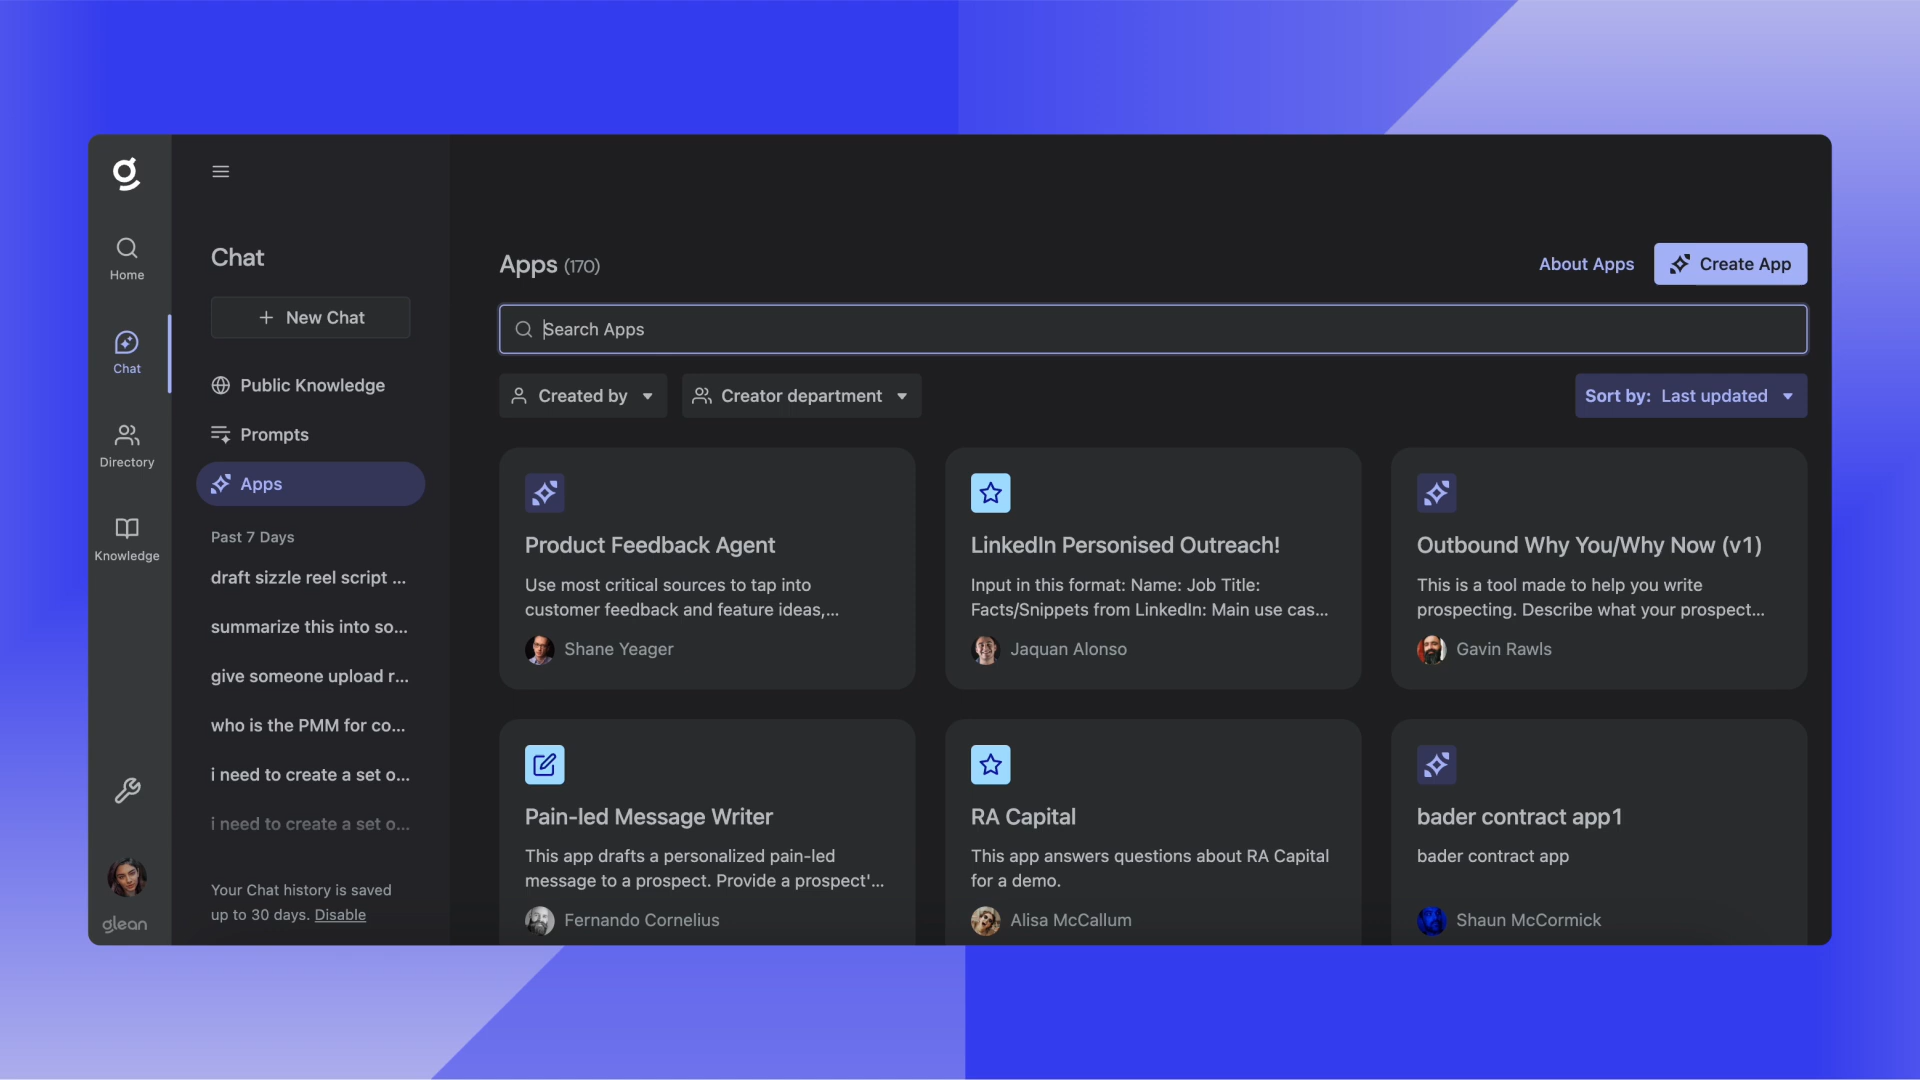 g
Home
Chat
Directory
Knowledge
glean
Chat
+ New Chat
Public Knowledge
Prompts
Apps
Past 7 Days
draft sizzle reel script ...
summarize this into so...
give someone upload r...
who is the PMM for co...
i need to create a set o...
i need to create a set o...
Your Chat history is saved
up to 30 days. Disable
Apps (170)
About Apps
Create App
Search Apps
Created by
Creator department
Sort by: Last updated
Product Feedback Agent
Use most critical sources to tap into
customer feedback and feature ideas,...
Shane Yeager
LinkedIn Personised Outreach!
Input in this format: Name: Job Title:
Facts/Snippets from LinkedIn: Main use cas...
Jaquan Alonso
Outbound Why You/Why Now (v1)
This is a tool made to help you write
prospecting. Describe what your prospect...
Gavin Rawls
Pain-led Message Writer
This app drafts a personalized pain-led
message to a prospect. Provide a prospect'...
Fernando Cornelius
RA Capital
This app answers questions about RA Capital
for a demo.
Alisa McCallum
bader contract app1
bader contract app
Shaun McCormick